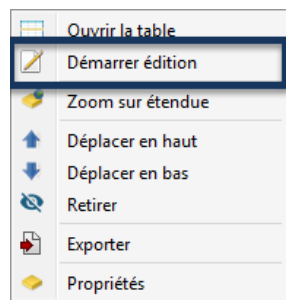 Ouvrir la table
Démarrer édition
Zoom sur étendue
Déplacer en haut
Déplacer en bas
Retirer
Exporter
Propriétés